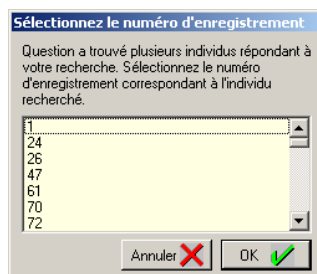 Sélectionnez le numéro d'enregistrement
Question a trouvé plusieurs individus répondant à
votre recherche. Sélectionnez le numéro
d'enregistrement correspondant à l'individu
recherché.
1
24
26
47
61
70
72
Annuler OK